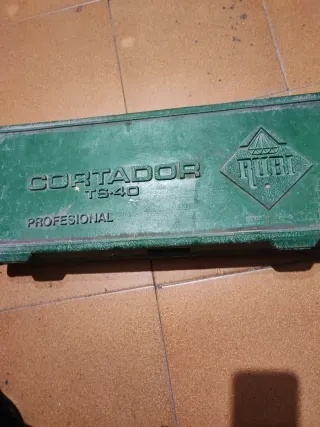 CORTADOR
TS-40
PROFESIONAL
RUBI